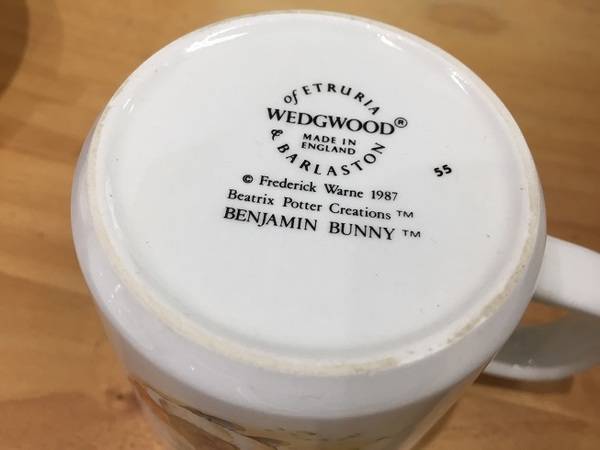 of ETRURIA
WEDGWOOD®
MADE IN
ENGLAND
& BARLASTON
55
© Frederick Warne 1987
Beatrix Potter Creations ™
BENJAMIN BUNNY ™